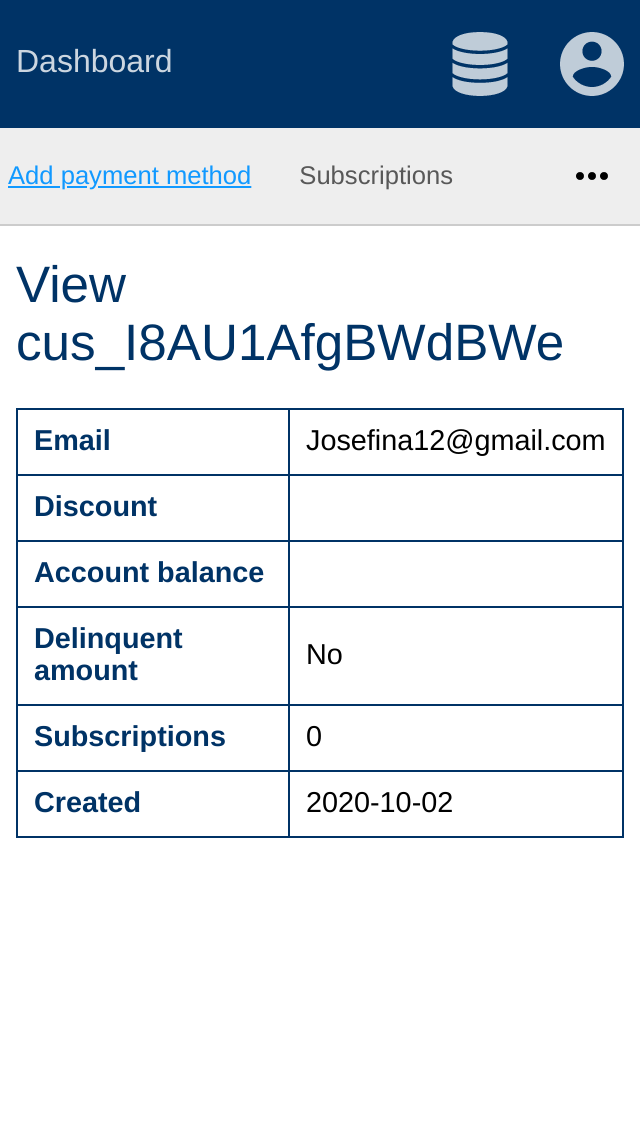 Dashboard
Add payment method Subscriptions
View
cus_I8AU1AfgBWdBWe
Email Josefina12@gmail.com
Discount
Account balance
Delinquent
amount No
Subscriptions 0
Created 2020-10-02